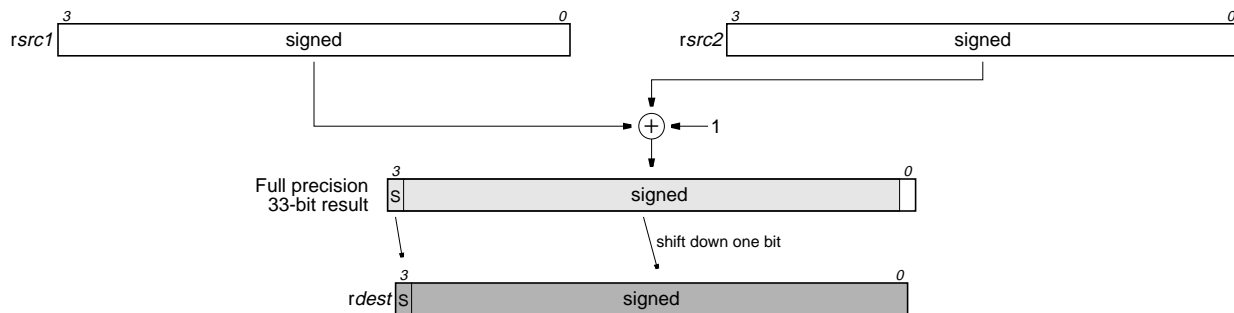 3 0
rsrc1 signed
3 0
rsrc2 signed
+ 1
3 0
Full precision
33-bit result
S signed
shift down one bit
3 0
rdest S signed